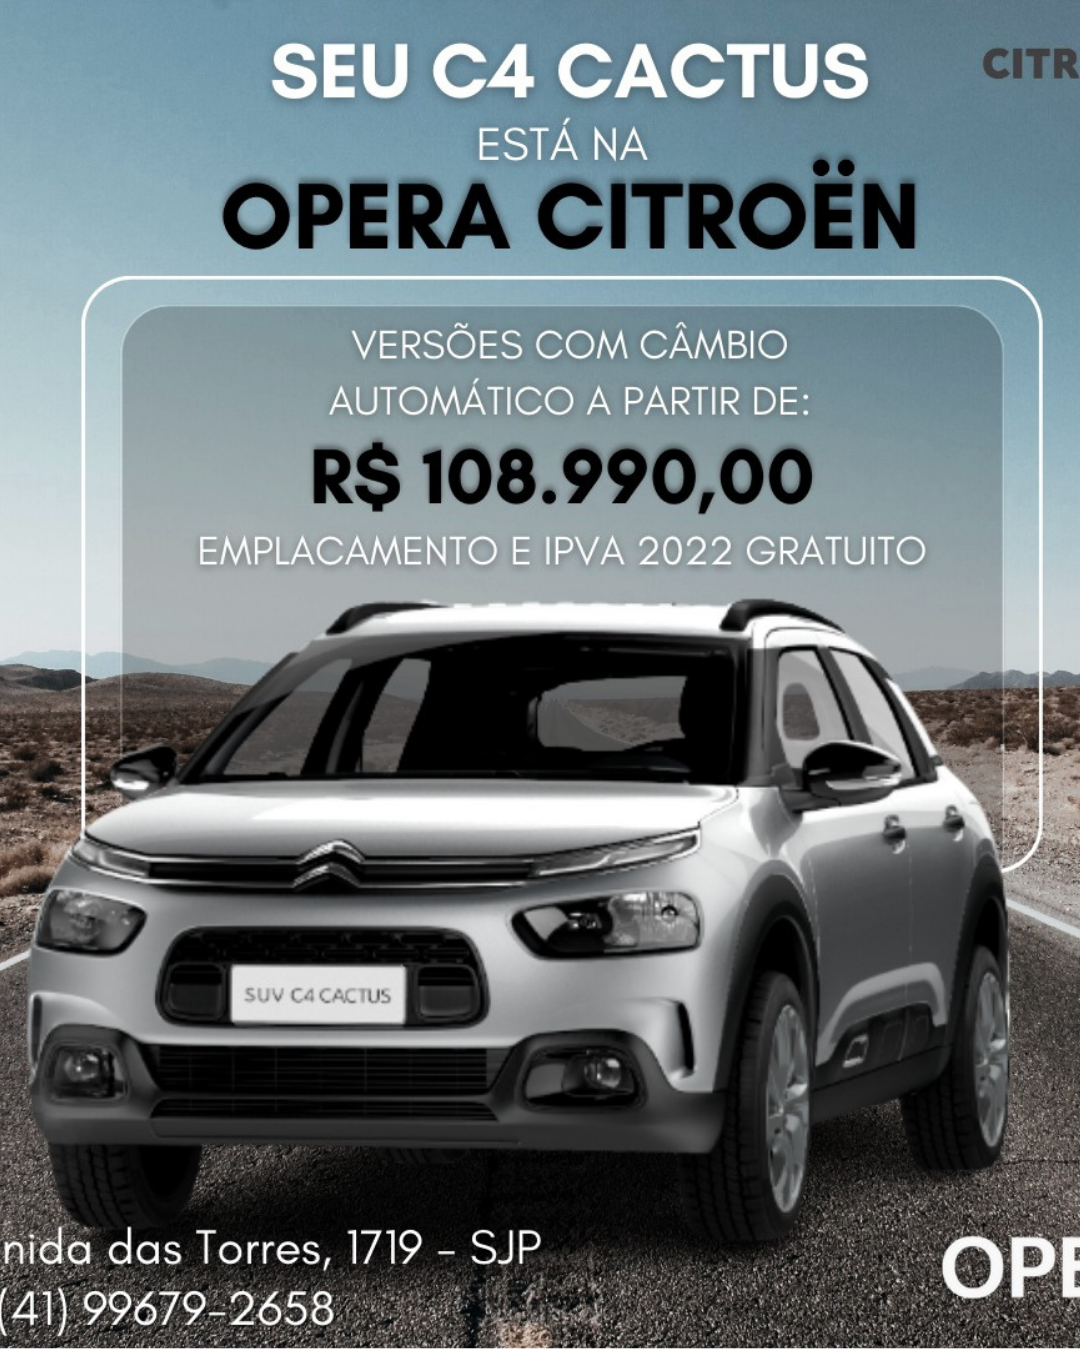 SEU C4 CACTUS
CITR
ESTÁ NA
OPERA CITROËN
VERSÕES COM CÂMBIO
AUTOMÁTICO A PARTIR DE:
R$ 108.990,00
EMPLACAMENTO E IPVA 2022 GRATUITO
SUV C4 CACTUS
nida das Torres, 1719 - SJP
(41) 99679-2658
OPE